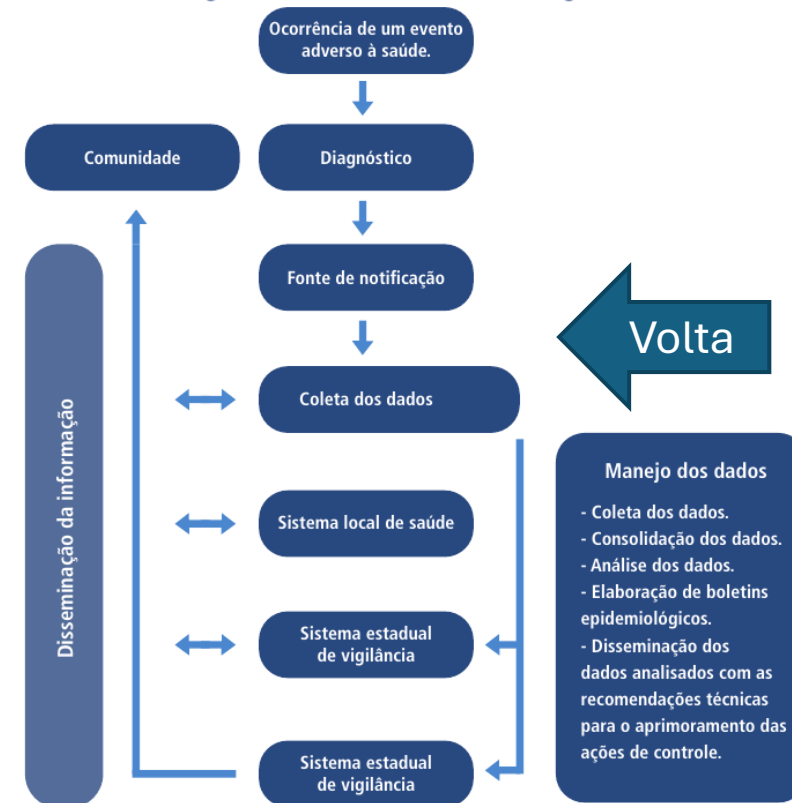 Ocorrência de um evento
adverso à saúde.
Comunidade
Diagnóstico
Fonte de notificação
Volta
Coleta dos dados
Disseminação da informação
Sistema local de saúde
Sistema estadual
de vigilância
Sistema estadual
de vigilância
Manejo dos dados
- Coleta dos dados.
- Consolidação dos dados.
- Análise dos dados.
- Elaboração de boletins
epidemiológicos.
- Disseminação dos
dados analisados com as
recomendações técnicas
para o aprimoramento das
ações de controle.